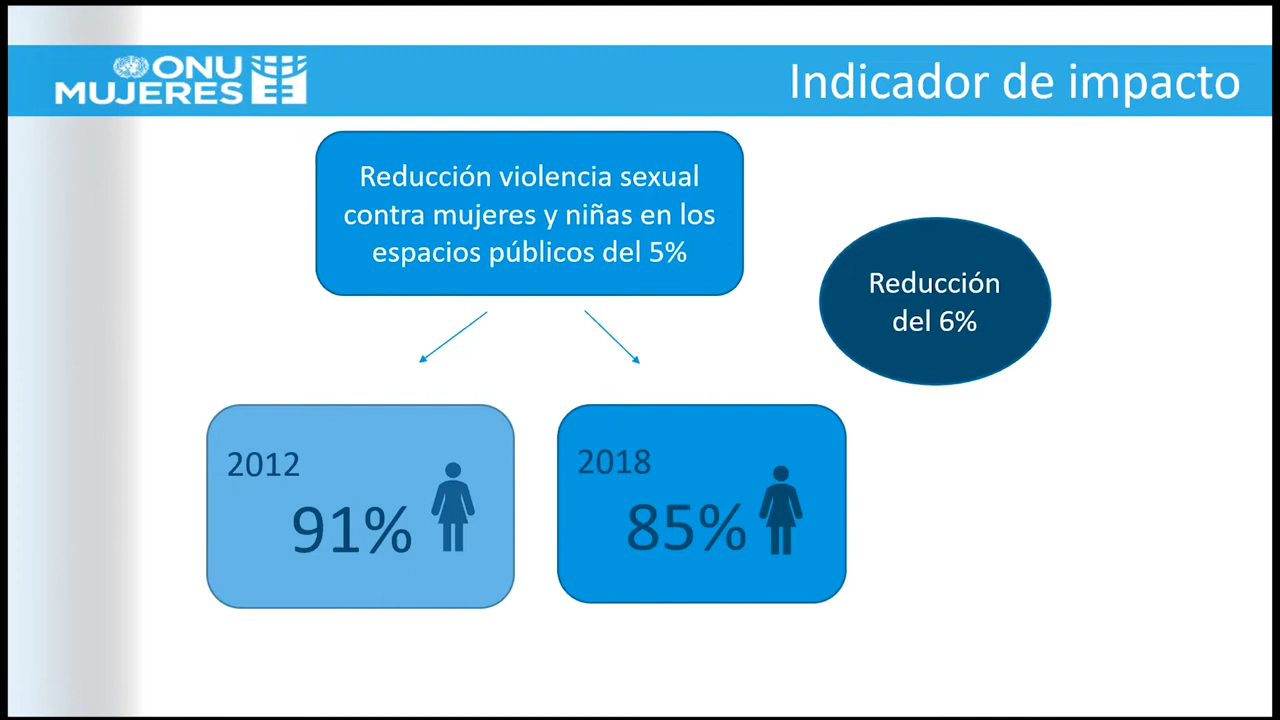 ONU
MUJERES
Indicador de impacto
Reducción violencia sexual
contra mujeres y niñas en los
espacios públicos del 5%
Reducción
del 6%
2012
91%
2018
85%